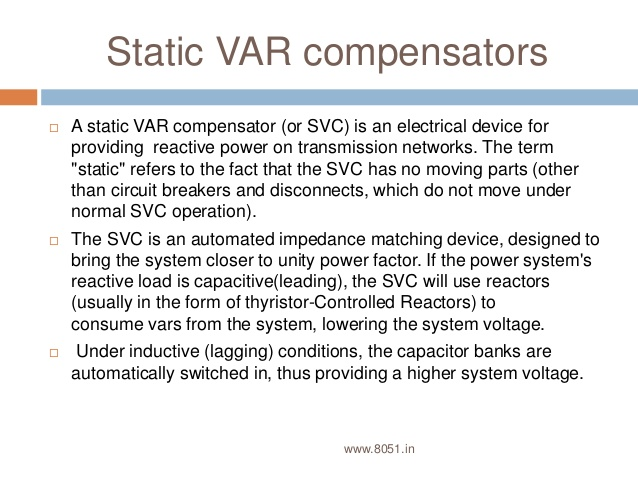 Static VAR compensators
A static VAR compensator (or SVC) is an electrical device for
providing  reactive power on transmission networks. The term
"static" refers to the fact that the SVC has no moving parts (other
than circuit breakers and disconnects, which do not move under
normal SVC operation).
The SVC is an automated impedance matching device, designed to
bring the system closer to unity power factor. If the power system's
reactive load is capacitive(leading), the SVC will use reactors
(usually in the form of thyristor-Controlled Reactors) to
consume vars from the system, lowering the system voltage.
Under inductive (lagging) conditions, the capacitor banks are
automatically switched in, thus providing a higher system voltage.
www.8051.in